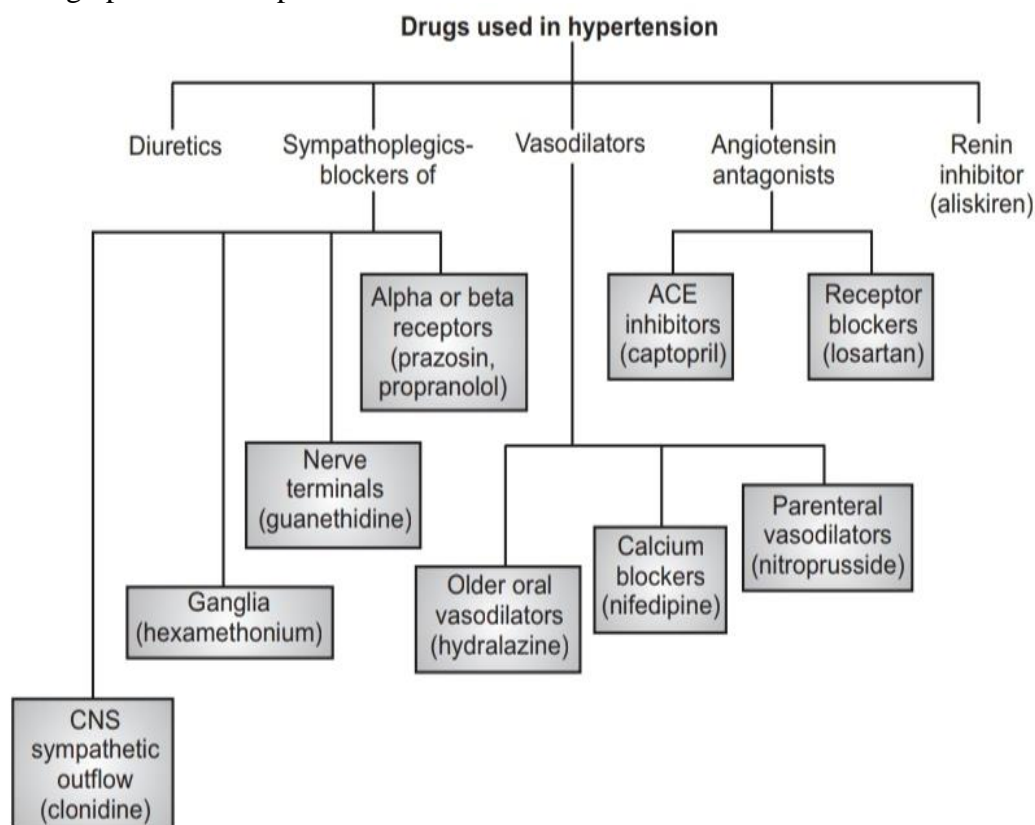 Drugs used in hypertension
Diuretics
Sympathoplegics-
blockers of
Vasodilators
Angiotensin
antagonists
Renin
inhibitor
(aliskiren)
Alpha or beta
receptors
(prazosin,
propranolol)
ACE
inhibitors
(captopril)
Receptor
blockers
(losartan)
Nerve
terminals
(guanethidine)
Parenteral
vasodilators
(nitroprusside)
Calcium
blockers
(nifedipine)
Older oral
vasodilators
(hydralazine)
Ganglia
(hexamethonium)
CNS
sympathetic
outflow
(clonidine)